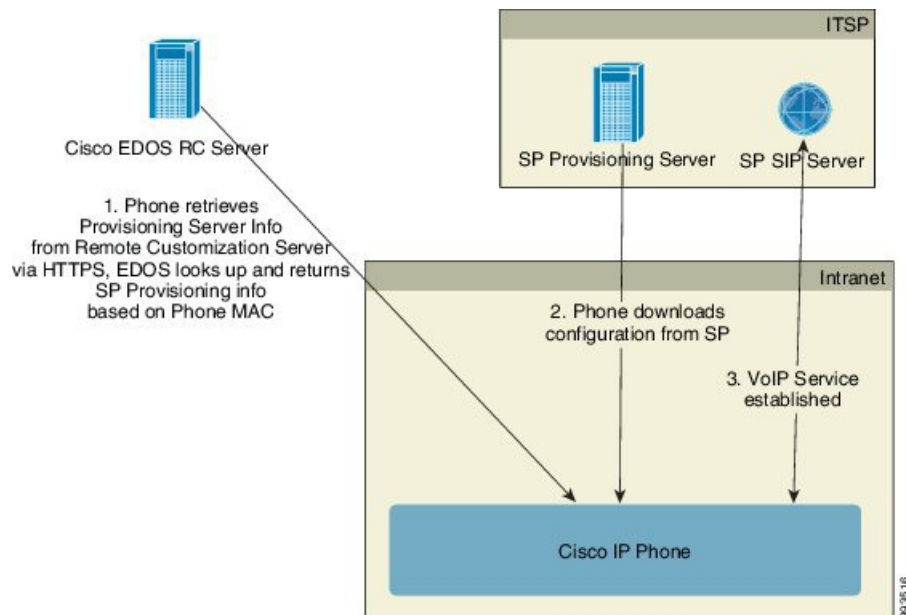 ITSP
Cisco EDOS RC Server
SP Provisioning Server
SP SIP Server
1. Phone retrieves
Provisioning Server Info
from Remote Customization Server
via HTTPS, EDOS looks up and returns
SP Provisioning info
based on Phone MAC
Intranet
2. Phone downloads
configuration from SP
3. VoIP Service
established
Cisco IP Phone